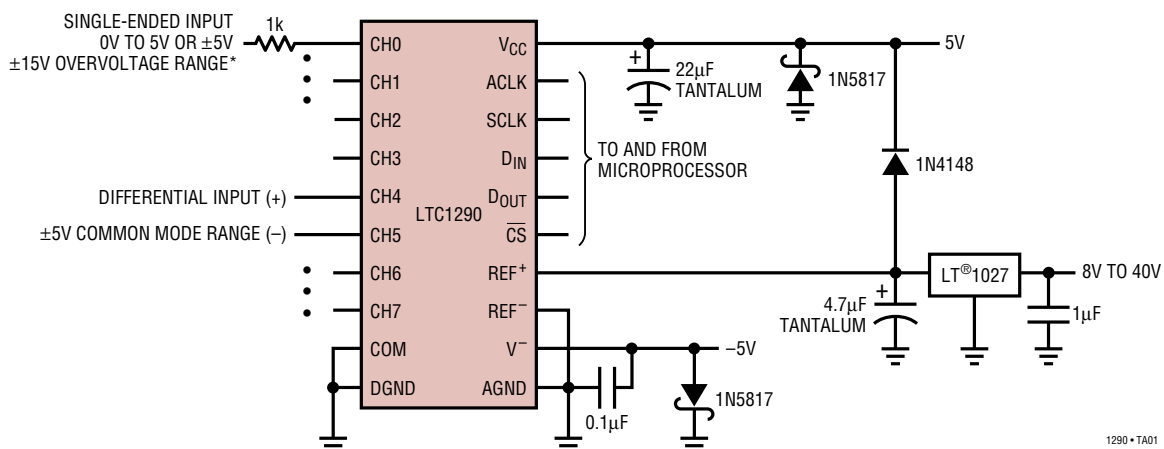 SINGLE-ENDED INPUT
0V TO 5V OR ±5V
±15V OVERVOLTAGE RANGE*
1k
CH0
CH1
CH2
CH3
CH4
CH5
CH6
CH7
COM
DGND
DIFFERENTIAL INPUT (+)
±5V COMMON MODE RANGE (–)
LTC1290
VCC
ACLK
SCLK
DIN
DOUT
C̅S̅
REF+
REF–
V–
AGND
+
22µF
TANTALUM
1N5817
5V
TO AND FROM
MICROPROCESSOR
1N4148
LT®1027
8V TO 40V
+
4.7µF
TANTALUM
1µF
–5V
0.1µF
1N5817
1290 • TA01